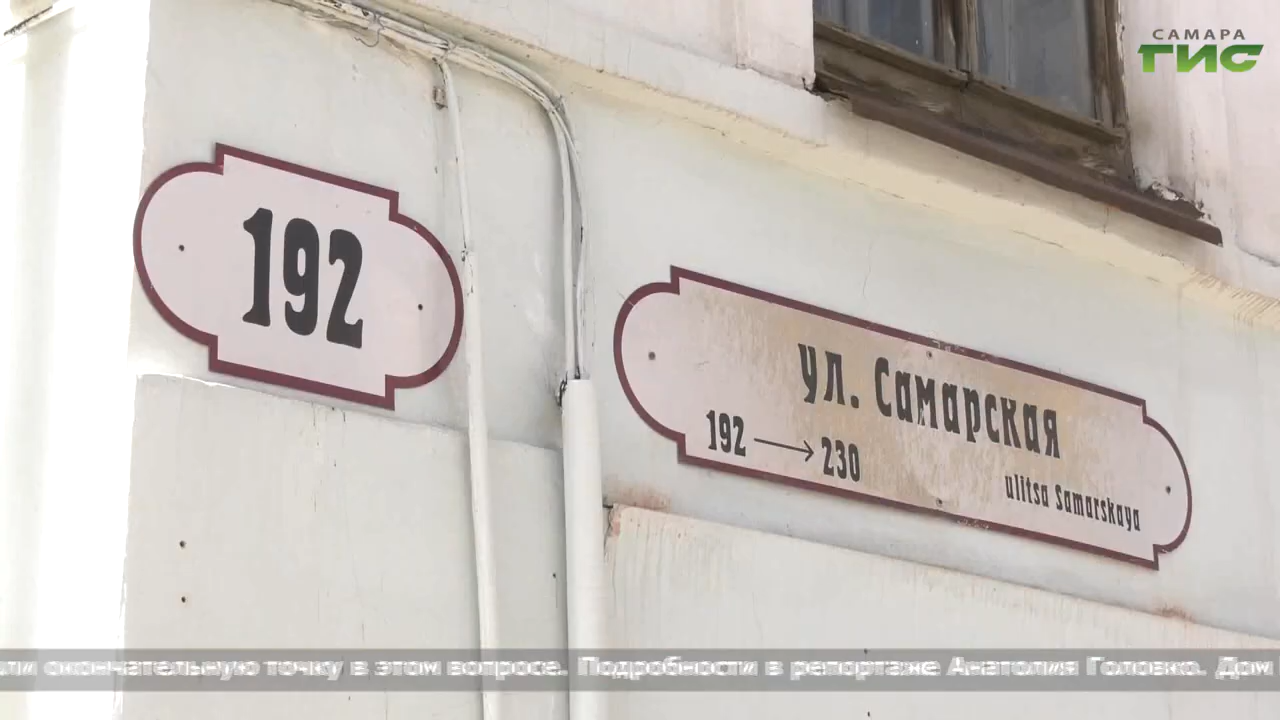 САМАРА
ГИС
192
ул. Самарская
192 → 230
ulitsa Samarskaya
окончательную точку в этом вопросе. Подробности в репортаже Анатолия Головко. Дом